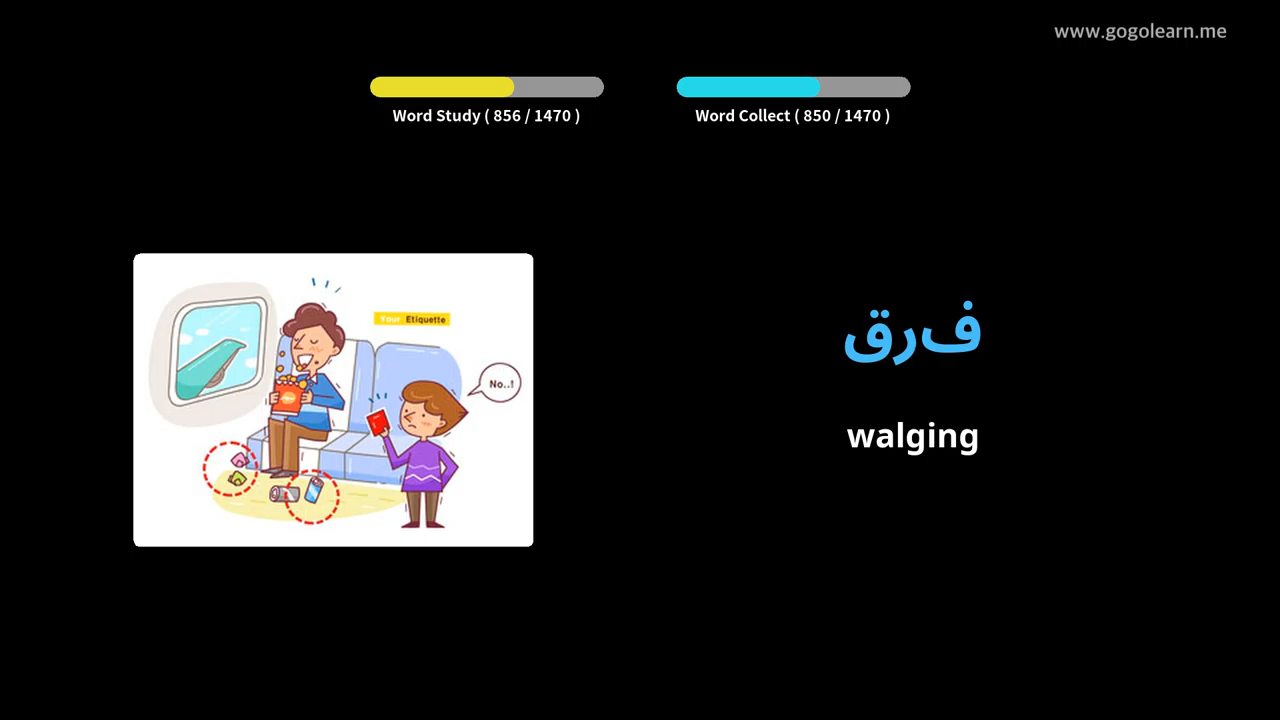 www.gogolearn.me
Word Study ( 856 / 1470 )
Word Collect ( 850 / 1470 )
Your Etiquette
No..!
فرق
walging